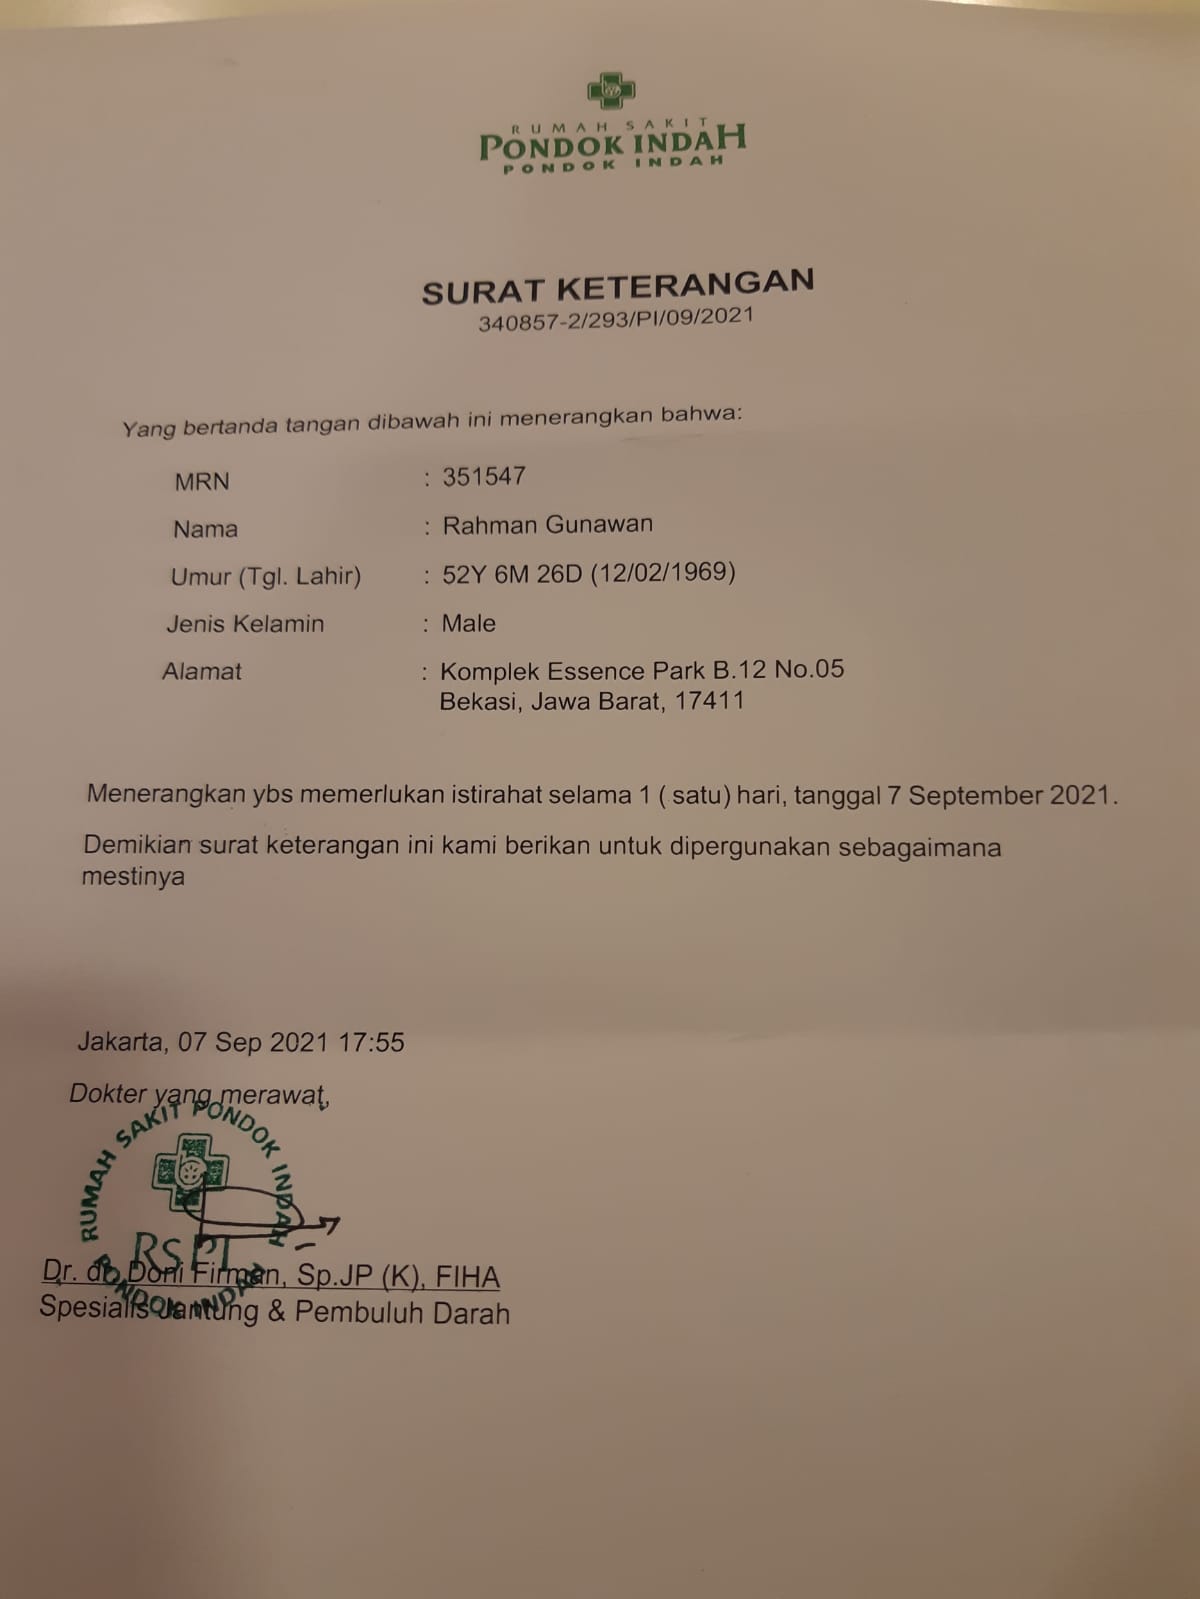 RUMAH SAKIT
PONDOK INDAH
PONDOK INDAH
SURAT KETERANGAN
340857-2/293/PI/09/2021
Yang bertanda tangan dibawah ini menerangkan bahwa:
MRN : 351547
Nama : Rahman Gunawan
Umur (Tgl. Lahir) : 52Y 6M 26D (12/02/1969)
Jenis Kelamin : Male
Alamat : Komplek Essence Park B.12 No.05
Bekasi, Jawa Barat, 17411
Menerangkan ybs memerlukan istirahat selama 1 ( satu) hari, tanggal 7 September 2021.
Demikian surat keterangan ini kami berikan untuk dipergunakan sebagaimana
mestinya
Jakarta, 07 Sep 2021 17:55
Dokter yang merawat,
RUMAH SAKIT PONDOK INDAH
RSPI
PONDOK INDAH
Dr. Doni Firman, Sp.JP (K), FIHA
Spesialis Jantung & Pembuluh Darah